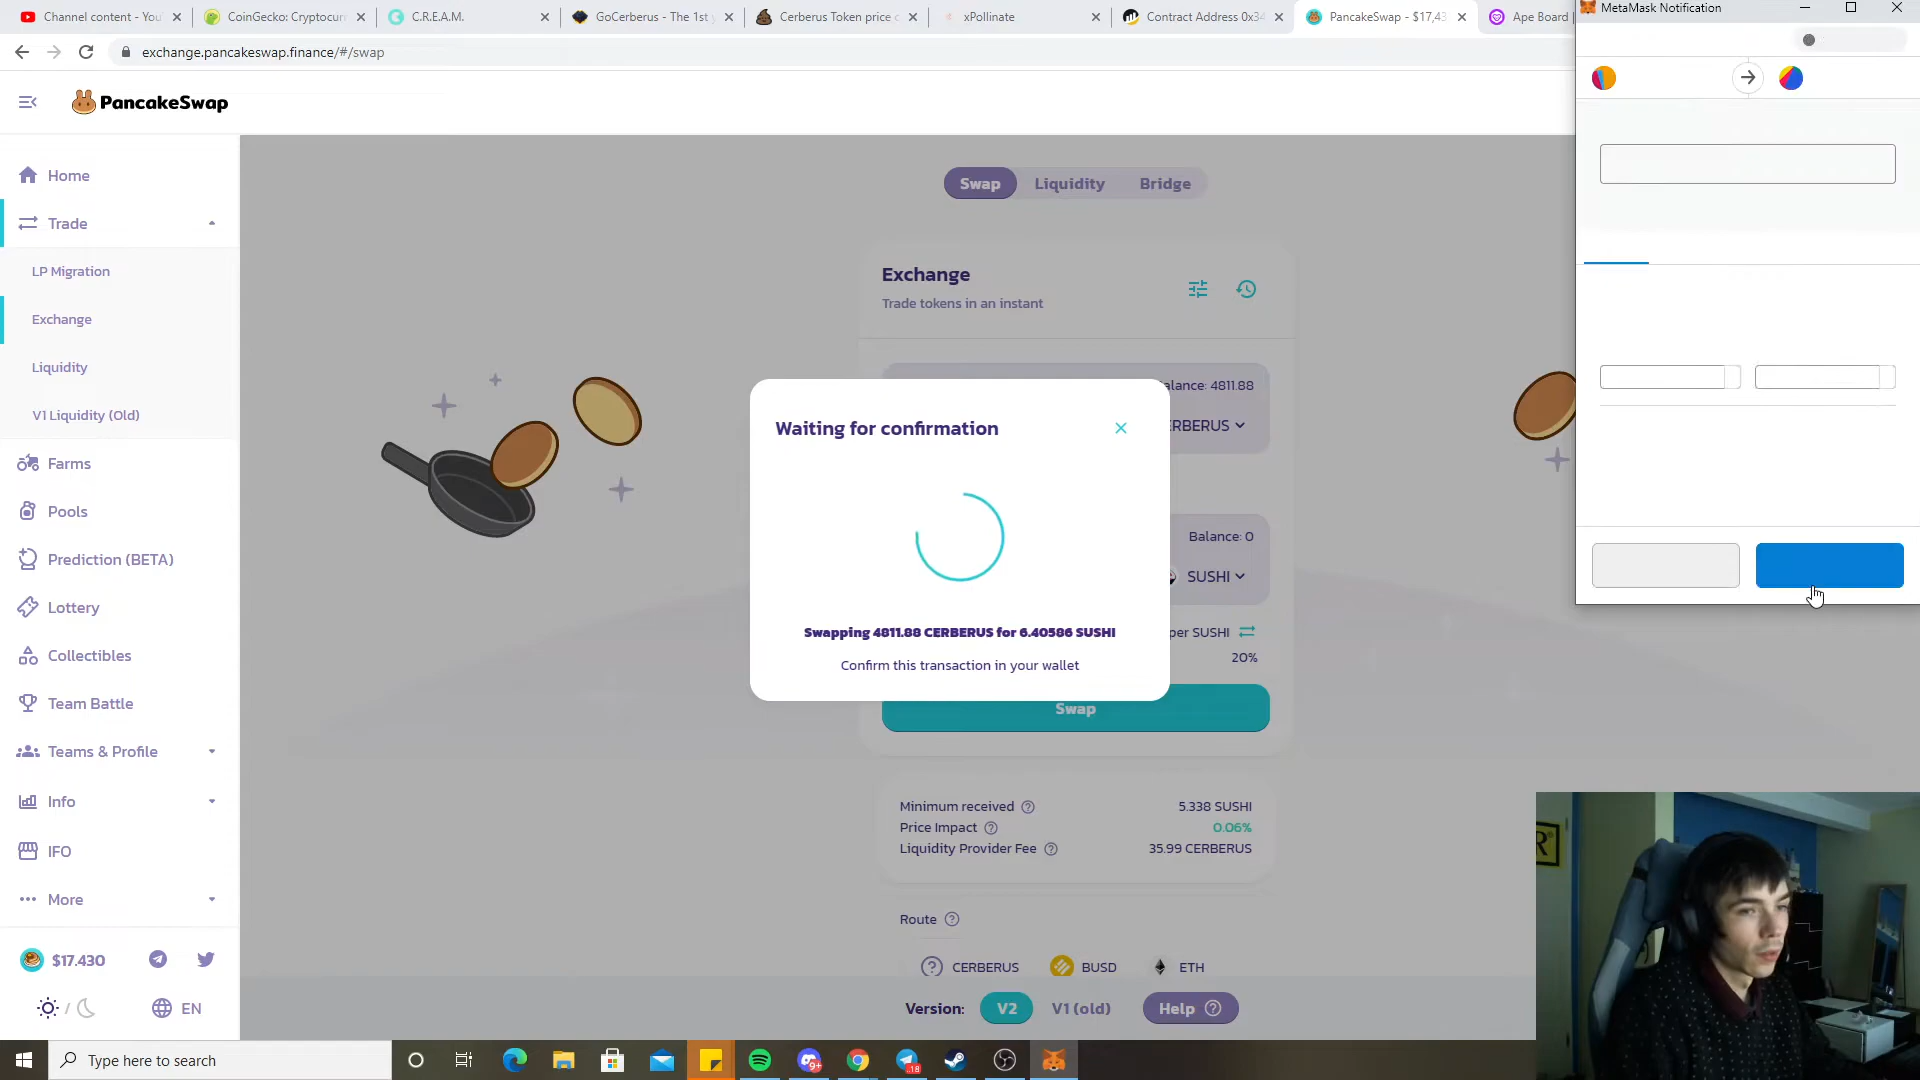 Channel content - You
CoinGecko: Cryptocurr
C.R.E.A.M.
GoCerberus - The 1st
Cerberus Token price c
xPollinate
Contract Address 0x34
PancakeSwap - $17,43
Ape Board
MetaMask Notification
exchange.pancakeswap.finance/#/swap
PancakeSwap
Home
Trade
LP Migration
Exchange
Liquidity
V1 Liquidity (Old)
Farms
Pools
Prediction (BETA)
Lottery
Collectibles
Team Battle
Teams & Profile
Info
IFO
More
$17.430
/
EN
Swap
Liquidity
Bridge
Exchange
Trade tokens in an instant
alance: 4811.88
ERBERUS
Waiting for confirmation
Balance: 0
SUSHI
Swapping 4811.88 CERBERUS for 6.40586 SUSHI
per SUSHI
20%
Confirm this transaction in your wallet
Swap
Minimum received
5.338 SUSHI
Price Impact
0.06%
Liquidity Provider Fee
35.99 CERBERUS
Route
CERBERUS
BUSD
ETH
Version:
V2
V1 (old)
Help
Type here to search
9+
18